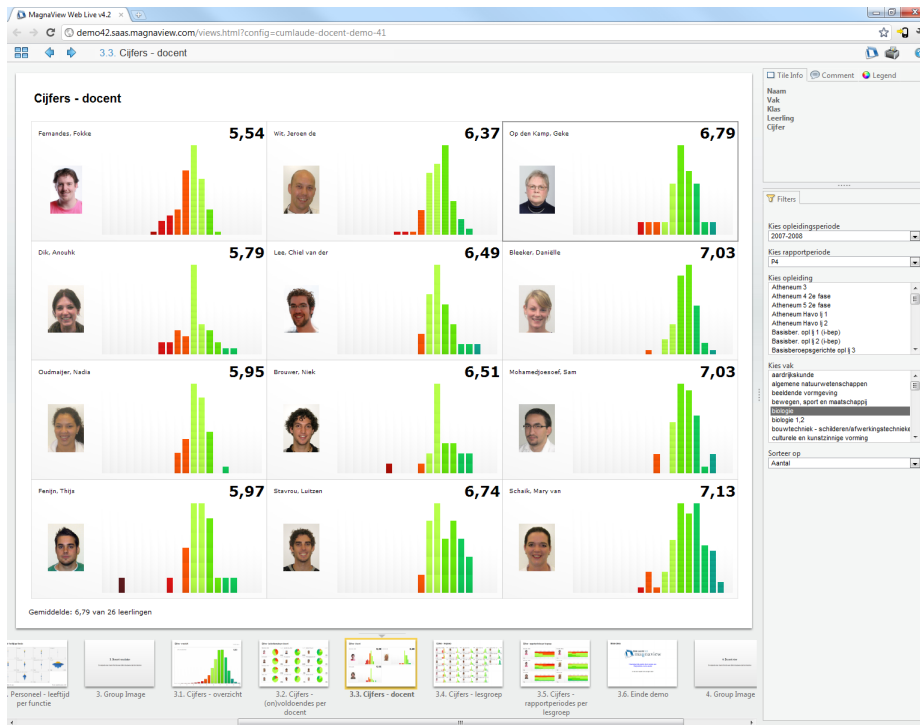 MagnaView Web Live v4.2
demo42.saas.magnaview.com/views.html?config=cumlaude-docent-demo-41
3.3. Cijfers - docent
Cijfers - docent
Fernandes, Fokke 5,54
Wit, Jeroen de 6,37
Op den Kamp, Geke 6,79
Dik, Anouhk 5,79
Lee, Chiel van der 6,49
Bleeker, Daniëlle 7,03
Oudmaijer, Nadia 5,95
Brouwer, Niek 6,51
Mohamedjoesoef, Sam 7,03
Fenijn, Thijs 5,97
Stavrou, Luitzen 6,74
Schaik, Mary van 7,13
Gemiddelde: 6,79 van 26 leerlingen
Tile Info Comment Legend
Naam
Vak
Klas
Leerling
Cijfer
Filters
Kies opleidingsperiode
2007-2008
Kies rapportperiode
P4
Kies opleiding
Atheneum 3
Atheneum 4 2e fase
Atheneum 5 2e fase
Atheneum Havo lj 1
Atheneum Havo lj 2
Basisber. opl lj 1 (i-bep)
Basisber. opl lj 2 (i-bep)
Basisberoepsgerichte opl lj 3
Kies vak
aardrijkskunde
algemene natuurwetenschappen
beeldende vormgeving
bewegen, sport en maatschappij
biologie
biologie 1,2
bouwtechniek - schilderen/afwerkingstechnieke
culturele en kunstzinnige vorming
Sorteer op
Aantal
Personeel - leeftijd
per functie
3. Group Image
3.1. Cijfers - overzicht
3.2. Cijfers -
(on)voldoendes per
docent
3.3. Cijfers - docent
3.4. Cijfers - lesgroep
3.5. Cijfers -
rapportperiodes per
lesgroep
3.6. Einde demo
4. Group Image